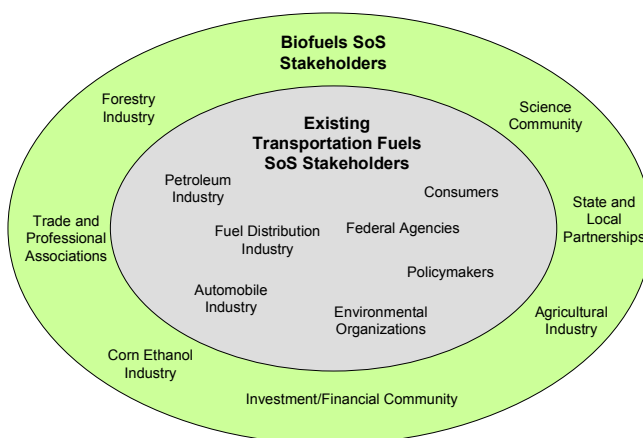 Biofuels SoS
Stakeholders
Forestry
Industry
Science
Community
Existing
Transportation Fuels
SoS Stakeholders
Petroleum
Industry
Consumers
Trade and
Professional
Associations
Fuel Distribution
Industry
Federal Agencies
State and
Local
Partnerships
Policymakers
Automobile
Industry
Environmental
Organizations
Agricultural
Industry
Corn Ethanol
Industry
Investment/Financial Community